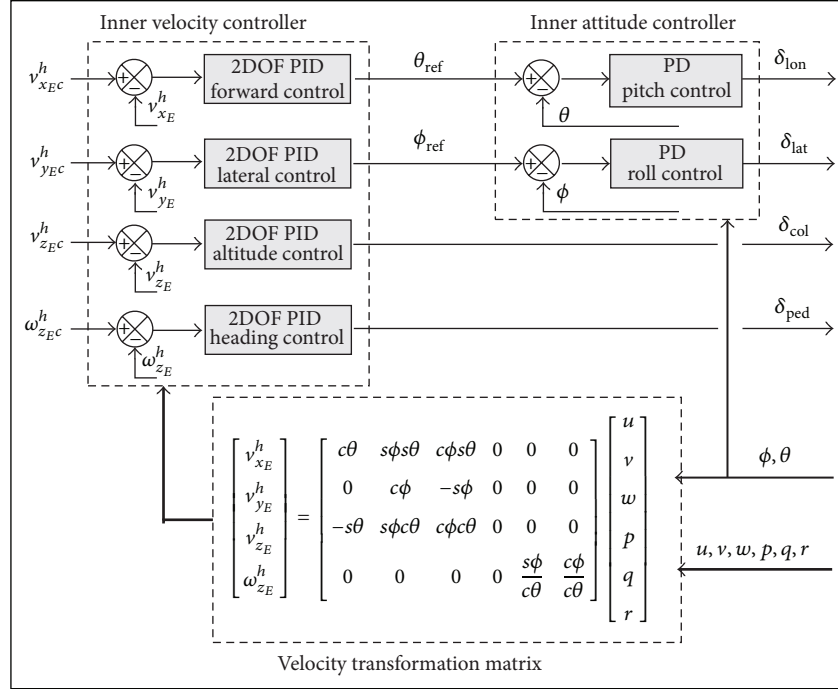 Inner velocity controller
Inner attitude controller
v^h_{x_E c}
+
−
v^h_{x_E}
2DOF PID
forward control
θ_ref
+
−
θ
PD
pitch control
δ_lon
v^h_{y_E c}
+
−
v^h_{y_E}
2DOF PID
lateral control
ϕ_ref
+
−
ϕ
PD
roll control
δ_lat
v^h_{z_E c}
+
−
v^h_{z_E}
2DOF PID
altitude control
δ_col
ω^h_{z_E c}
+
−
ω^h_{z_E}
2DOF PID
heading control
δ_ped
v^h_{x_E}
v^h_{y_E}
v^h_{z_E}
ω^h_{z_E}
=
cθ sϕsθ cϕsθ 0 0 0
0 cϕ −sϕ 0 0 0
−sθ sϕcθ cϕcθ 0 0 0
0 0 0 0 sϕ/cθ cϕ/cθ
u
v
w
p
q
r
ϕ, θ
u, v, w, p, q, r
Velocity transformation matrix